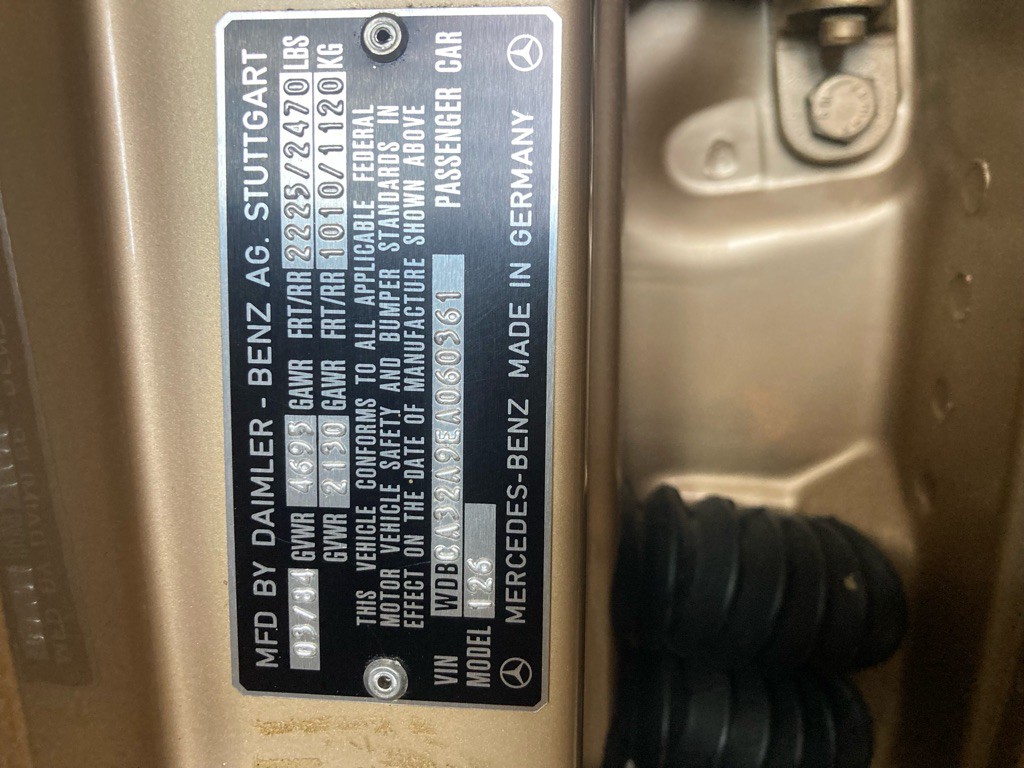 MFD BY DAIMLER - BENZ AG. STUTTGART
03/84 GVWR 4695 GAWR FRT/RR 2225/2470 LBS
GVWR 2130 GAWR FRT/RR 1010/1120 KG
THIS VEHICLE CONFORMS TO ALL APPLICABLE FEDERAL
MOTOR VEHICLE SAFETY AND BUMPER STANDARDS IN
EFFECT ON THE DATE OF MANUFACTURE SHOWN ABOVE
VIN WDBCA32A9EA060361 PASSENGER CAR
MODEL 126
MERCEDES-BENZ MADE IN GERMANY